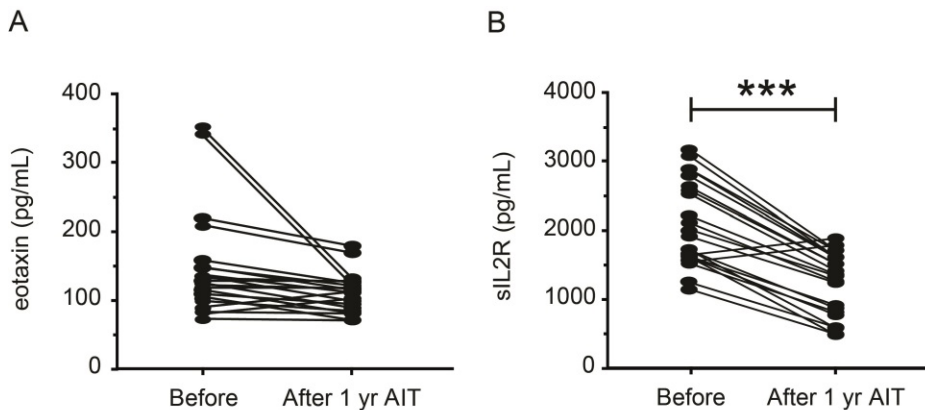 A
eotaxin (pg/mL)
400
300
200
100
0
Before
After 1 yr AIT
B
sIL2R (pg/mL)
4000
3000
2000
1000
0
***
Before
After 1 yr AIT